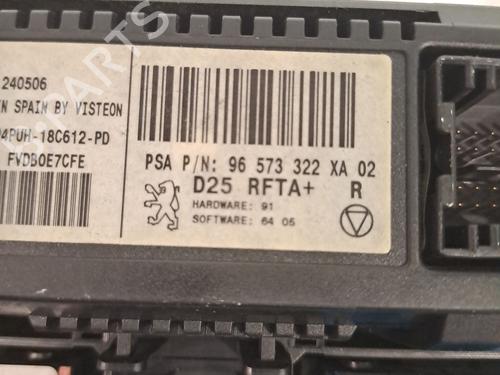 240506
N SPAIN BY VISTEON
4PUH-18C612-PD
FVDB0E7CFE
PSA P/N: 96 573 322 XA 02
D25 RFTA+ R
HARDWARE: 91
SOFTWARE: 64 05